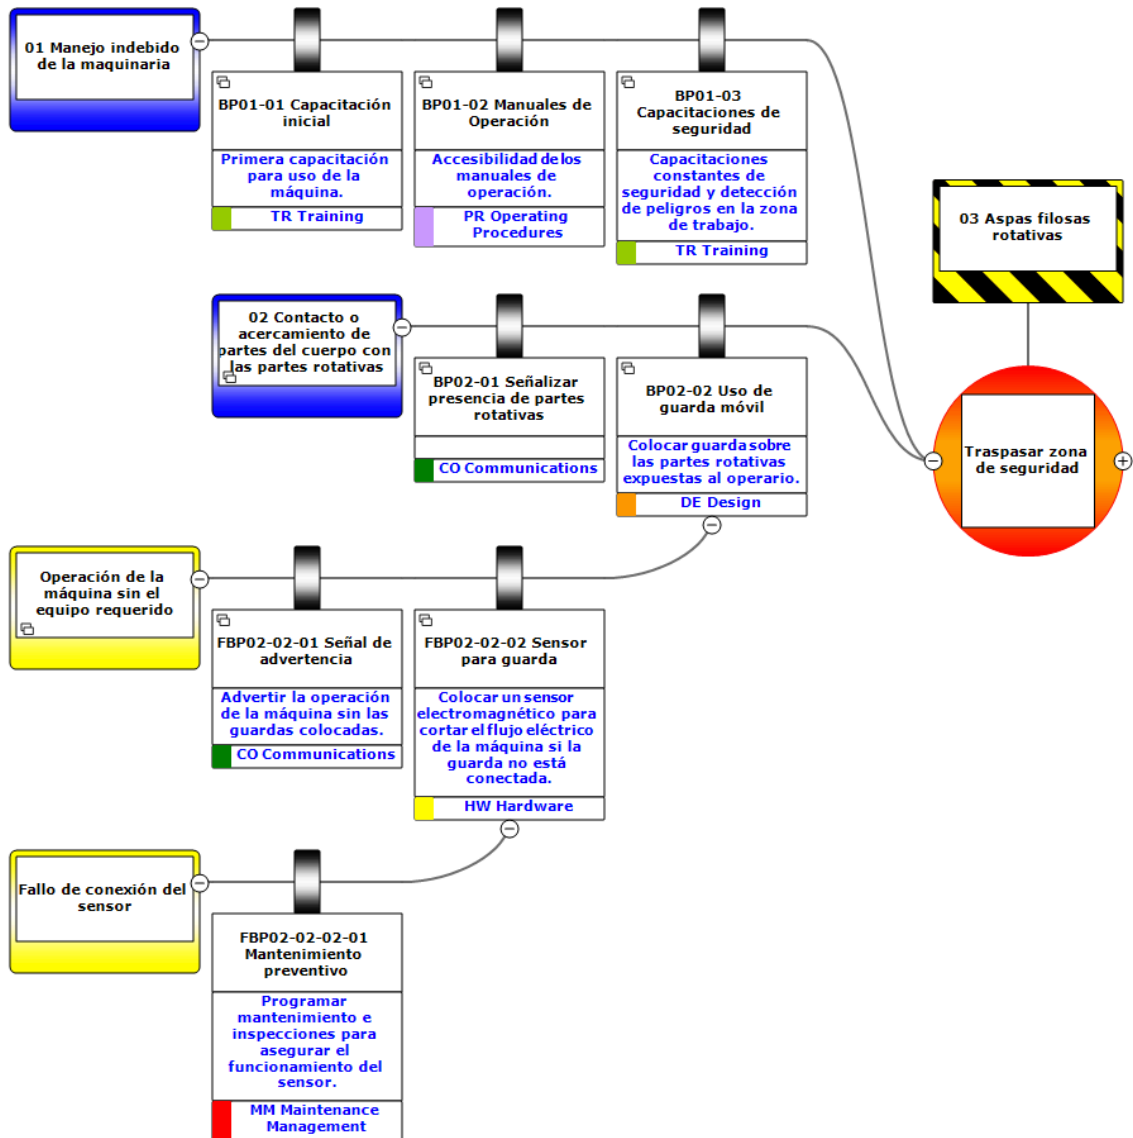 01 Manejo indebido
de la maquinaria
BP01-01 Capacitación
inicial
Primera capacitación
para uso de la
máquina.
TR Training
BP01-02 Manuales de
Operación
Accesibilidad de los
manuales de
operación.
PR Operating
Procedures
BP01-03
Capacitaciones de
seguridad
Capacitaciones
constantes de
seguridad y detección
de peligros en la zona
de trabajo.
TR Training
03 Aspas filosas
rotativas
Traspasar zona
de seguridad
02 Contacto o
acercamiento de
partes del cuerpo con
las partes rotativas
BP02-01 Señalizar
presencia de partes
rotativas
CO Communications
BP02-02 Uso de
guarda móvil
Colocar guarda sobre
las partes rotativas
expuestas al operario.
DE Design
Operación de la
máquina sin el
equipo requerido
FBP02-02-01 Señal de
advertencia
Advertir la operación
de la máquina sin las
guardas colocadas.
CO Communications
FBP02-02-02 Sensor
para guarda
Colocar un sensor
electromagnético para
cortar el flujo eléctrico
de la máquina si la
guarda no está
conectada.
HW Hardware
Fallo de conexión del
sensor
FBP02-02-02-01
Mantenimiento
preventivo
Programar
mantenimiento e
inspecciones para
asegurar el
funcionamiento del
sensor.
MM Maintenance
Management